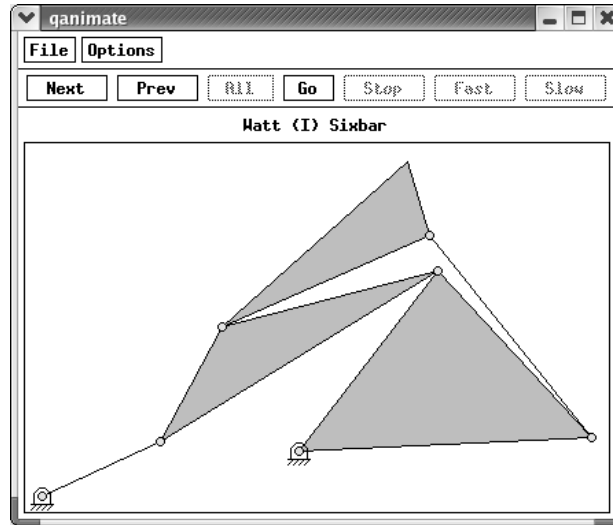 qanimate
File Options
Next Prev All Go Stop Fast Slow
Watt (I) Sixbar